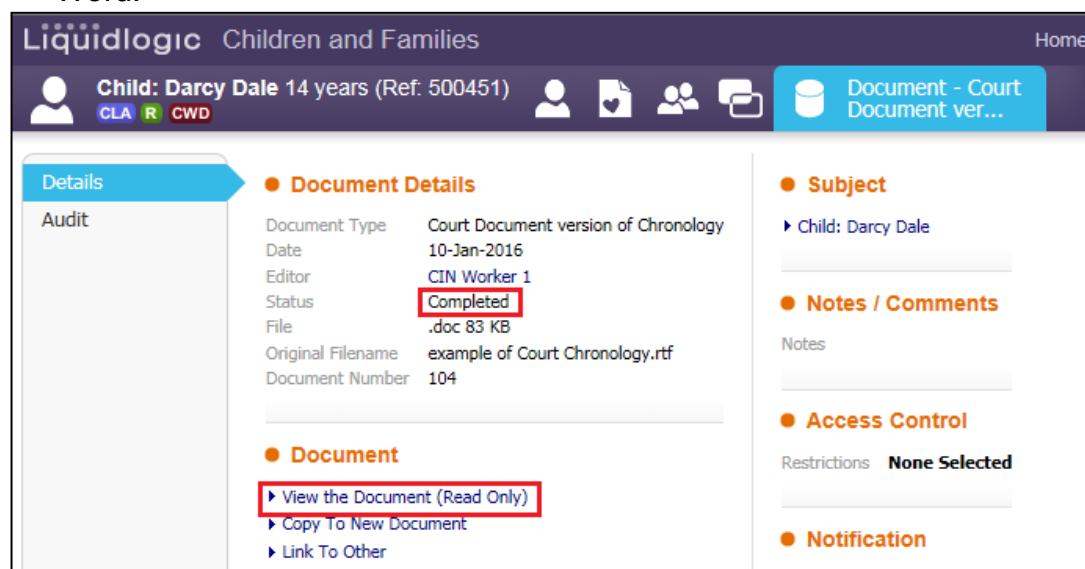 Word.
Liquidlogic Children and Families
Home
Child: Darcy Dale 14 years (Ref: 500451)
CLA R CWD
Document - Court
Document ver...
Details
Audit
Document Details
Document Type Court Document version of Chronology
Date 10-Jan-2016
Editor CIN Worker 1
Status Completed
File .doc 83 KB
Original Filename example of Court Chronology.rtf
Document Number 104
Document
View the Document (Read Only)
Copy To New Document
Link To Other
Subject
Child: Darcy Dale
Notes / Comments
Notes
Access Control
Restrictions None Selected
Notification